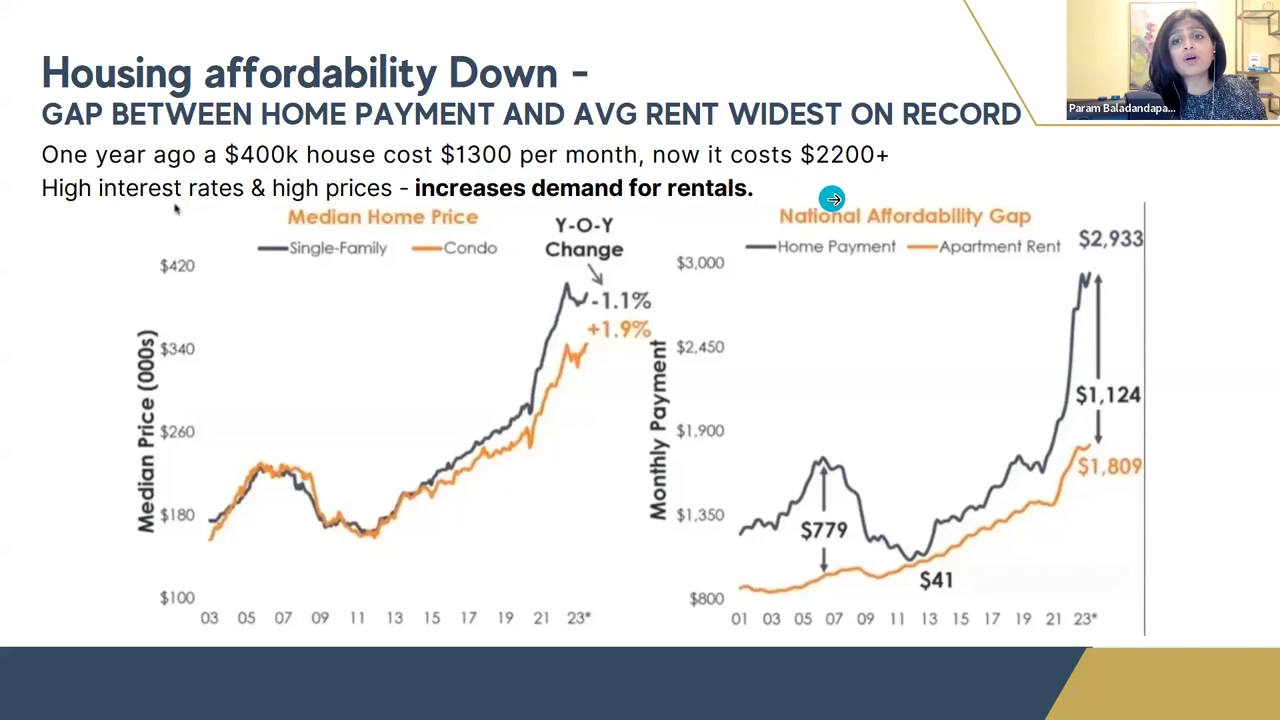 Housing affordability Down -
GAP BETWEEN HOME PAYMENT AND AVG RENT WIDEST ON RECORD
One year ago a $400k house cost $1300 per month, now it costs $2200+
High interest rates & high prices - increases demand for rentals.
Param Baladandapa...
Median Home Price
Single-Family
Condo
Y-O-Y
Change
-1.1%
+1.9%
Median Price (000s)
$420
$340
$260
$180
$100
03 05 07 09 11 13 15 17 19 21 23*
National Affordability Gap
Home Payment
Apartment Rent
$2,933
$1,124
$1,809
$779
$41
Monthly Payment
$3,000
$2,450
$1,900
$1,350
$800
01 03 05 07 09 11 13 15 17 19 21 23*